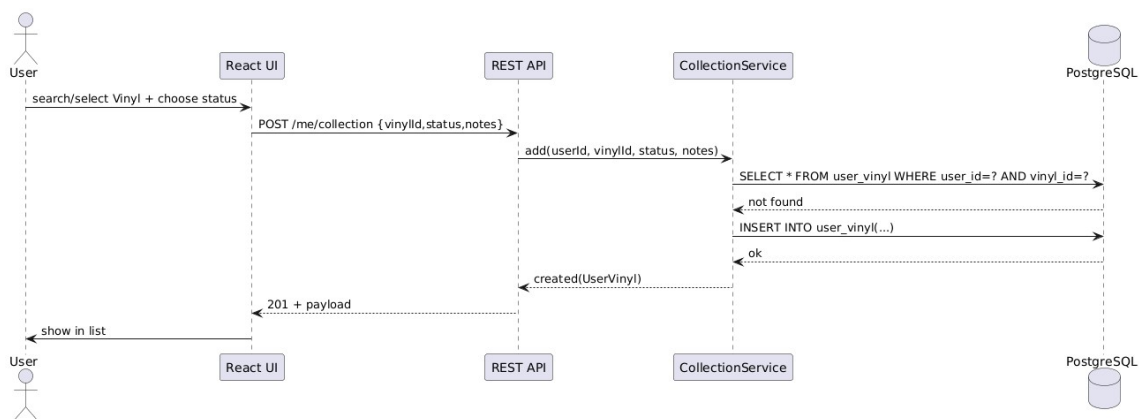 User
React UI
REST API
CollectionService
PostgreSQL
search/select Vinyl + choose status
POST /me/collection {vinylId,status,notes}
add(userId, vinylId, status, notes)
SELECT * FROM user_vinyl WHERE user_id=? AND vinyl_id=?
not found
INSERT INTO user_vinyl(...)
ok
created(UserVinyl)
201 + payload
show in list
User
React UI
REST API
CollectionService
PostgreSQL